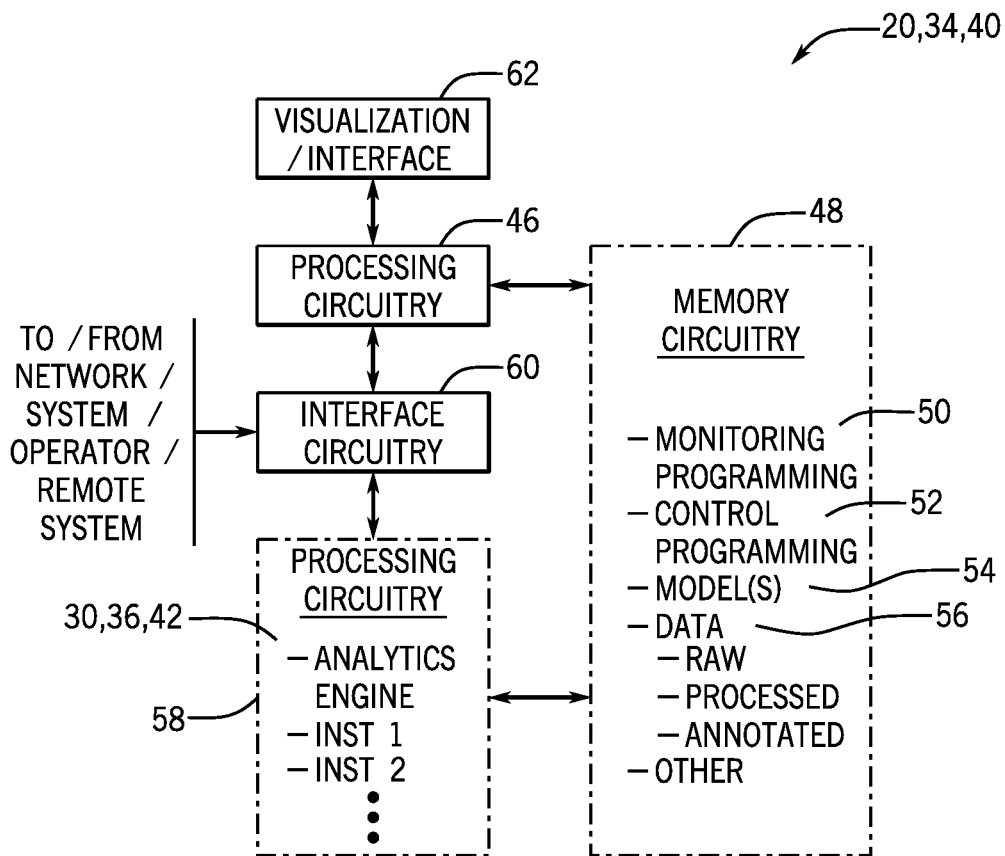 20,34,40
62
VISUALIZATION
/ INTERFACE
46
PROCESSING
CIRCUITRY
48
MEMORY
CIRCUITRY
TO / FROM
NETWORK /
SYSTEM /
OPERATOR /
REMOTE
SYSTEM
60
INTERFACE
CIRCUITRY
50
– MONITORING
PROGRAMMING
52
– CONTROL
PROGRAMMING
54
– MODEL(S)
56
– DATA
– RAW
– PROCESSED
– ANNOTATED
– OTHER
PROCESSING
CIRCUITRY
30,36,42
– ANALYTICS
ENGINE
58
– INST 1
– INST 2